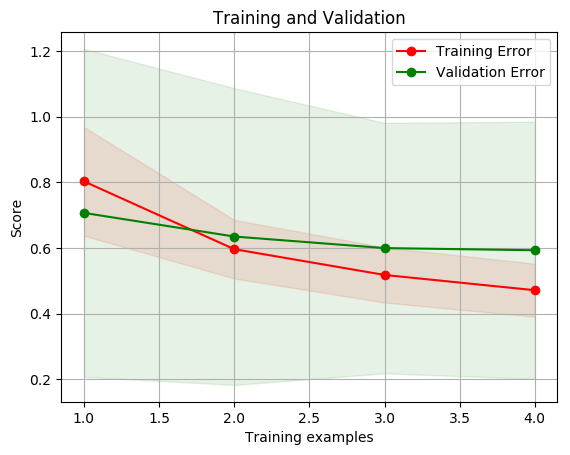 Training and Validation
Training Error
Validation Error
Score
1.2
1.0
0.8
0.6
0.4
0.2
1.0 1.5 2.0 2.5 3.0 3.5 4.0
Training examples